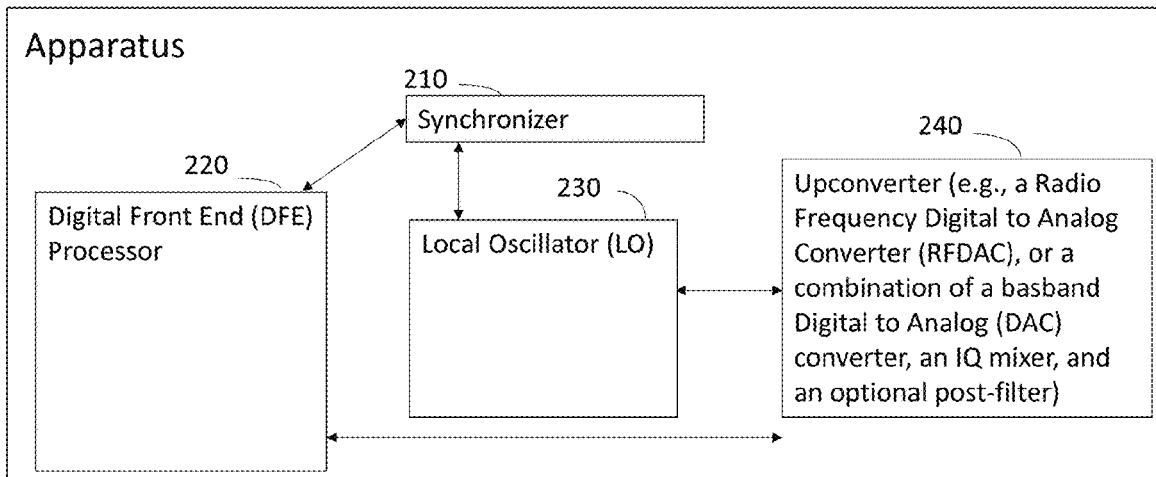 Apparatus
210
Synchronizer
220
Digital Front End (DFE)
Processor
230
Local Oscillator (LO)
240
Upconverter (e.g., a Radio
Frequency Digital to Analog
Converter (RFDAC), or a
combination of a basband
Digital to Analog (DAC)
converter, an IQ mixer, and
an optional post-filter)